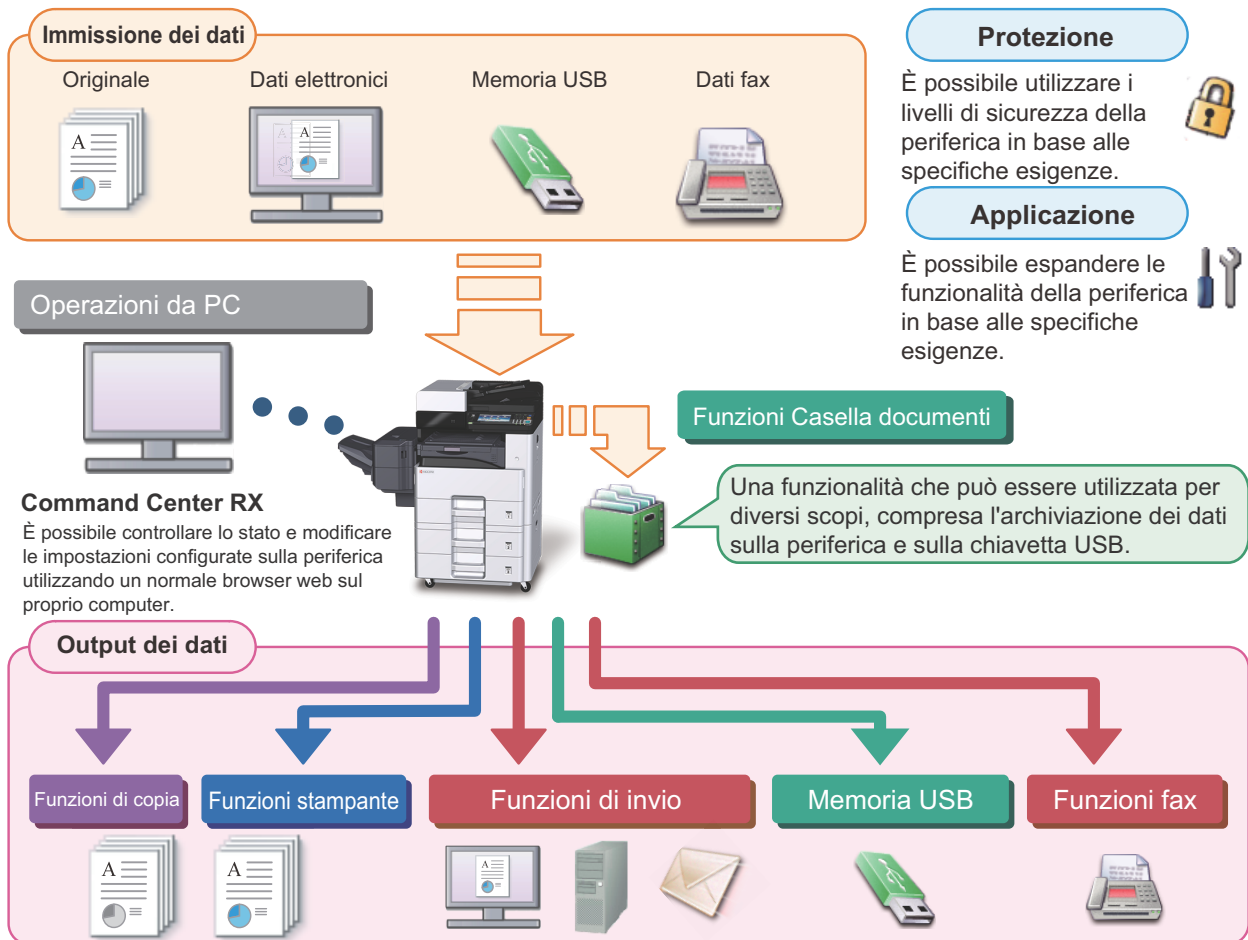 Immissione dei dati
Originale
Dati elettronici
Memoria USB
Dati fax
Protezione
È possibile utilizzare i
livelli di sicurezza della
periferica in base alle
specifiche esigenze.
Applicazione
È possibile espandere le
funzionalità della periferica
in base alle specifiche
esigenze.
Operazioni da PC
Command Center RX
È possibile controllare lo stato e modificare
le impostazioni configurate sulla periferica
utilizzando un normale browser web sul
proprio computer.
Funzioni Casella documenti
Una funzionalità che può essere utilizzata per
diversi scopi, compresa l'archiviazione dei dati
sulla periferica e sulla chiavetta USB.
Output dei dati
Funzioni di copia
Funzioni stampante
Funzioni di invio
Memoria USB
Funzioni fax